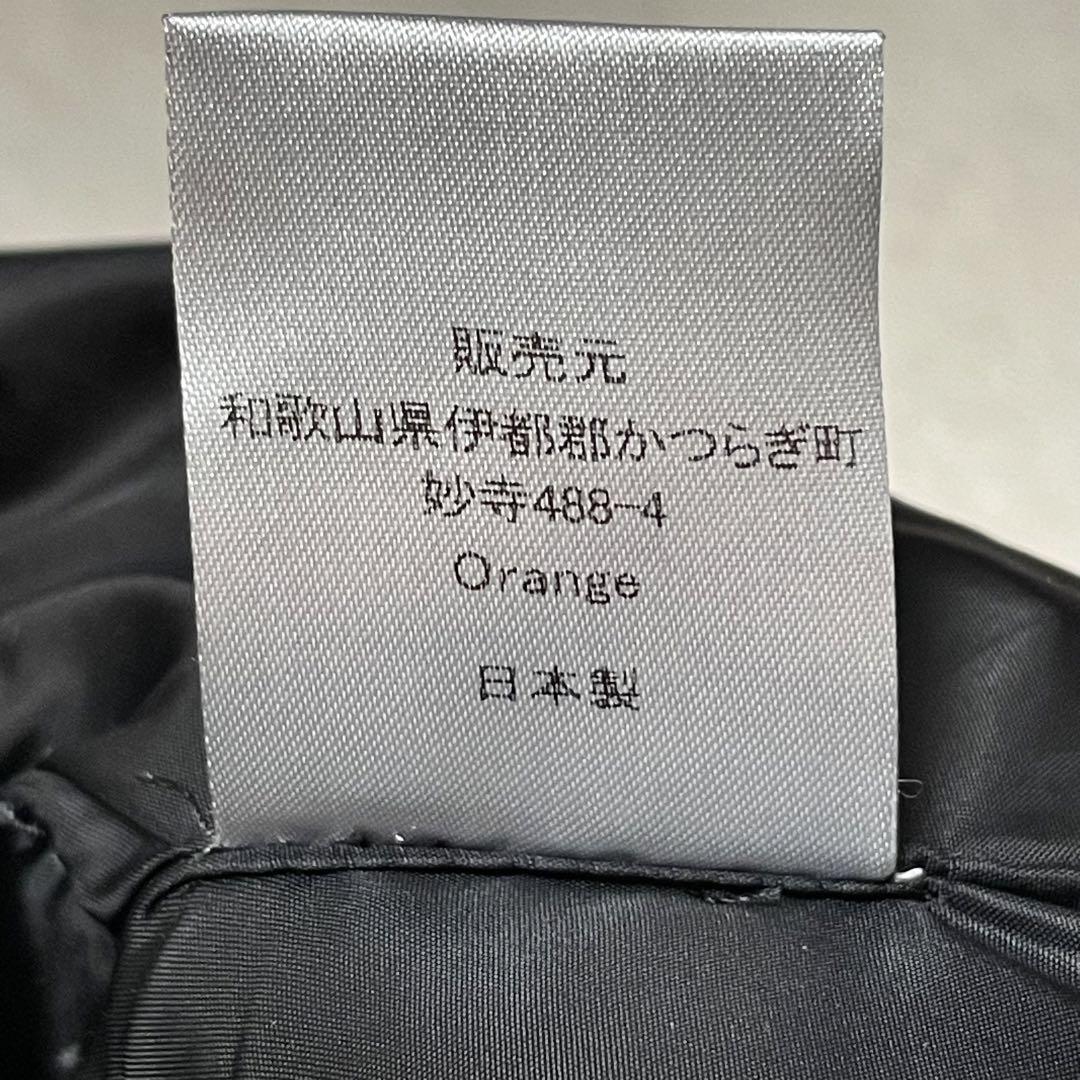 販売元
和歌山県伊都郡かつらぎ町
妙寺488-4
Orange
日本製